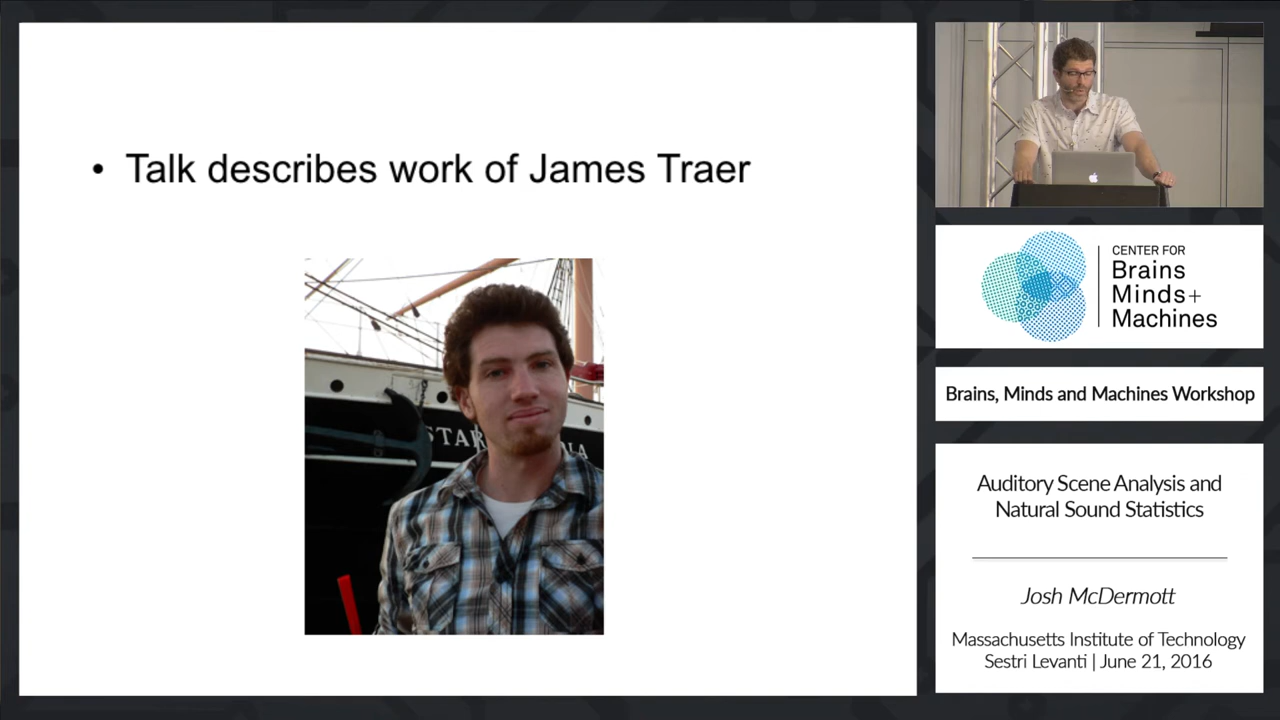 • Talk describes work of James Traer
STAR
CENTER FOR
Brains
Minds+
Machines
Brains, Minds and Machines Workshop
Auditory Scene Analysis and
Natural Sound Statistics
Josh McDermott
Massachusetts Institute of Technology
Sestri Levanti | June 21, 2016